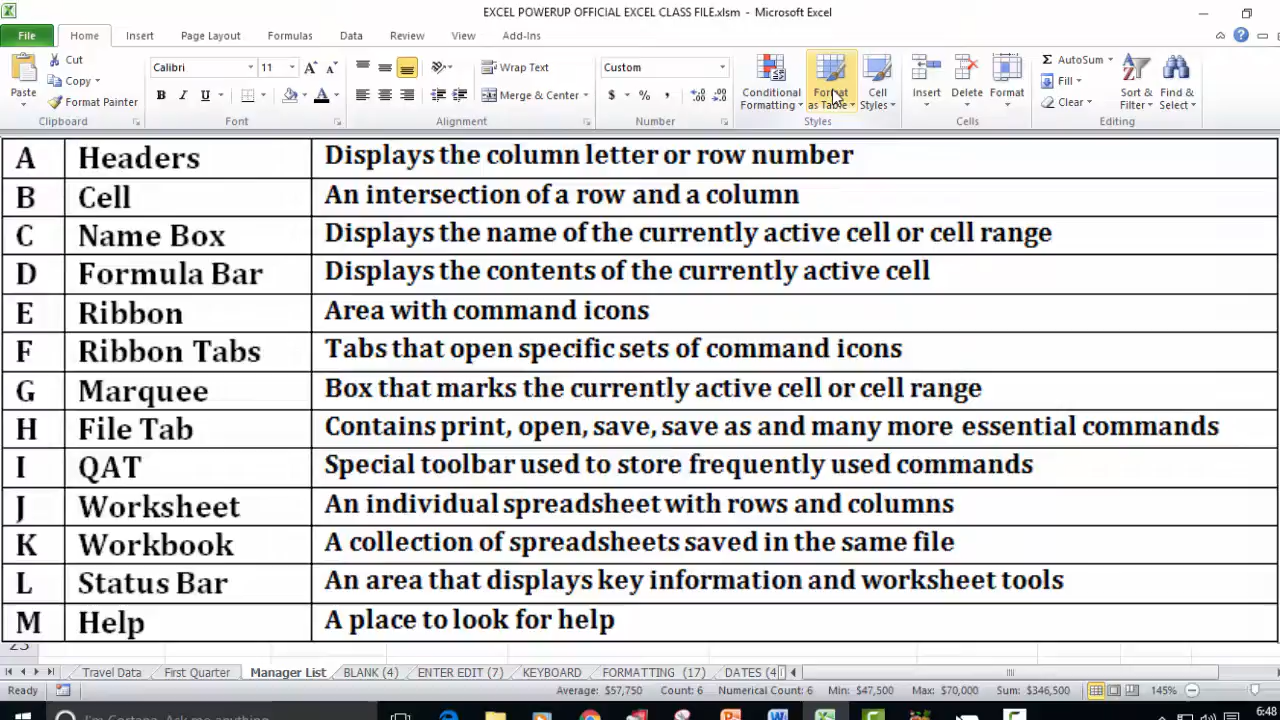 EXCEL POWERUP OFFICIAL EXCEL CLASS FILE.xlsm - Microsoft Excel
File Home Insert Page Layout Formulas Data Review View Add-Ins
Cut
Copy
Format Painter
Paste
Clipboard
Calibri 11
B I U A
Font
Wrap Text
Merge & Center
Alignment
Custom
$ % ,
Number
Conditional Formatting
Format as Table
Cell Styles
Styles
Insert Delete Format
Cells
AutoSum
Fill
Clear
Sort & Filter
Find & Select
Editing
A Headers Displays the column letter or row number
B Cell An intersection of a row and a column
C Name Box Displays the name of the currently active cell or cell range
D Formula Bar Displays the contents of the currently active cell
E Ribbon Area with command icons
F Ribbon Tabs Tabs that open specific sets of command icons
G Marquee Box that marks the currently active cell or cell range
H File Tab Contains print, open, save, save as and many more essential commands
I QAT Special toolbar used to store frequently used commands
J Worksheet An individual spreadsheet with rows and columns
K Workbook A collection of spreadsheets saved in the same file
L Status Bar An area that displays key information and worksheet tools
M Help A place to look for help
Travel Data First Quarter Manager List BLANK (4) ENTER EDIT (7) KEYBOARD FORMATTING (17) DATES (4
Ready Average: $57,750 Count: 6 Numerical Count: 6 Min: $47,500 Max: $70,000 Sum: $346,500 145%
I'm Cortana. Ask me anything.
6:48